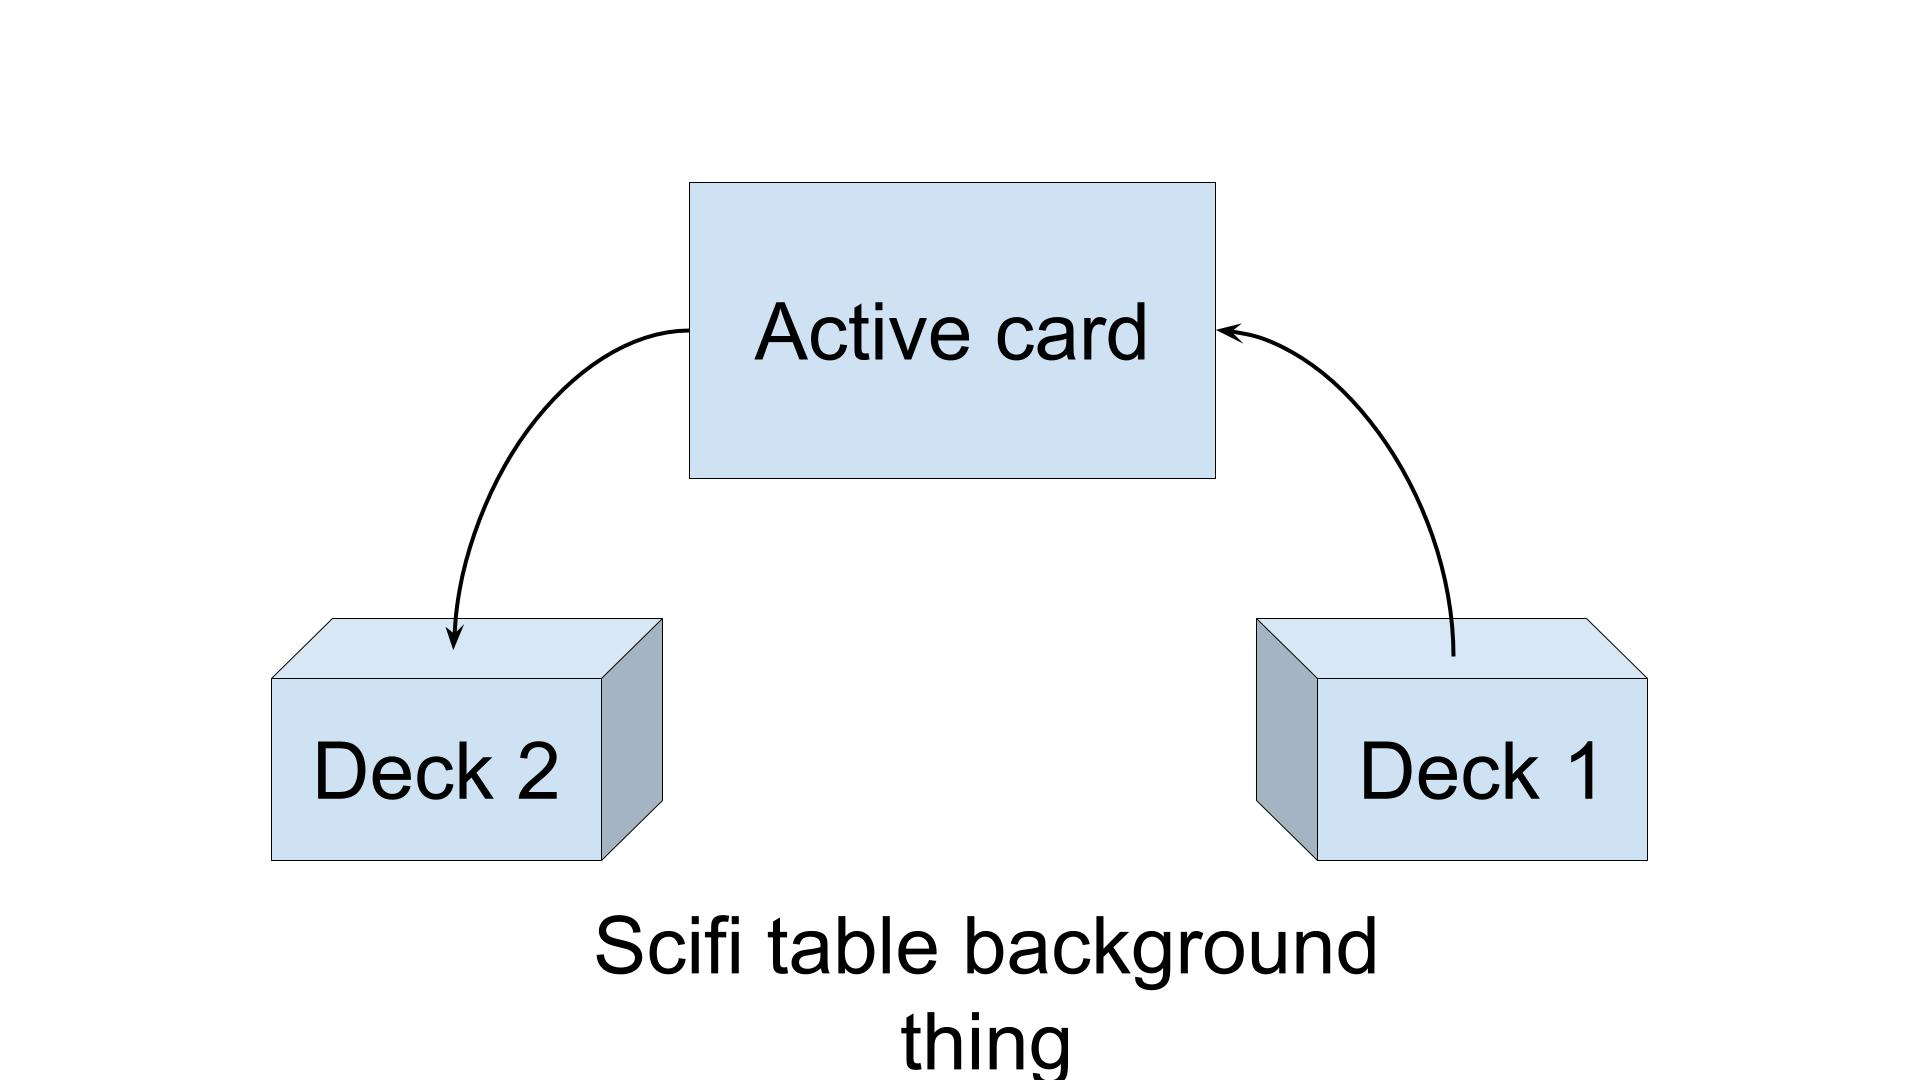 Active card
Deck 2
Deck 1
Scifi table background
thing